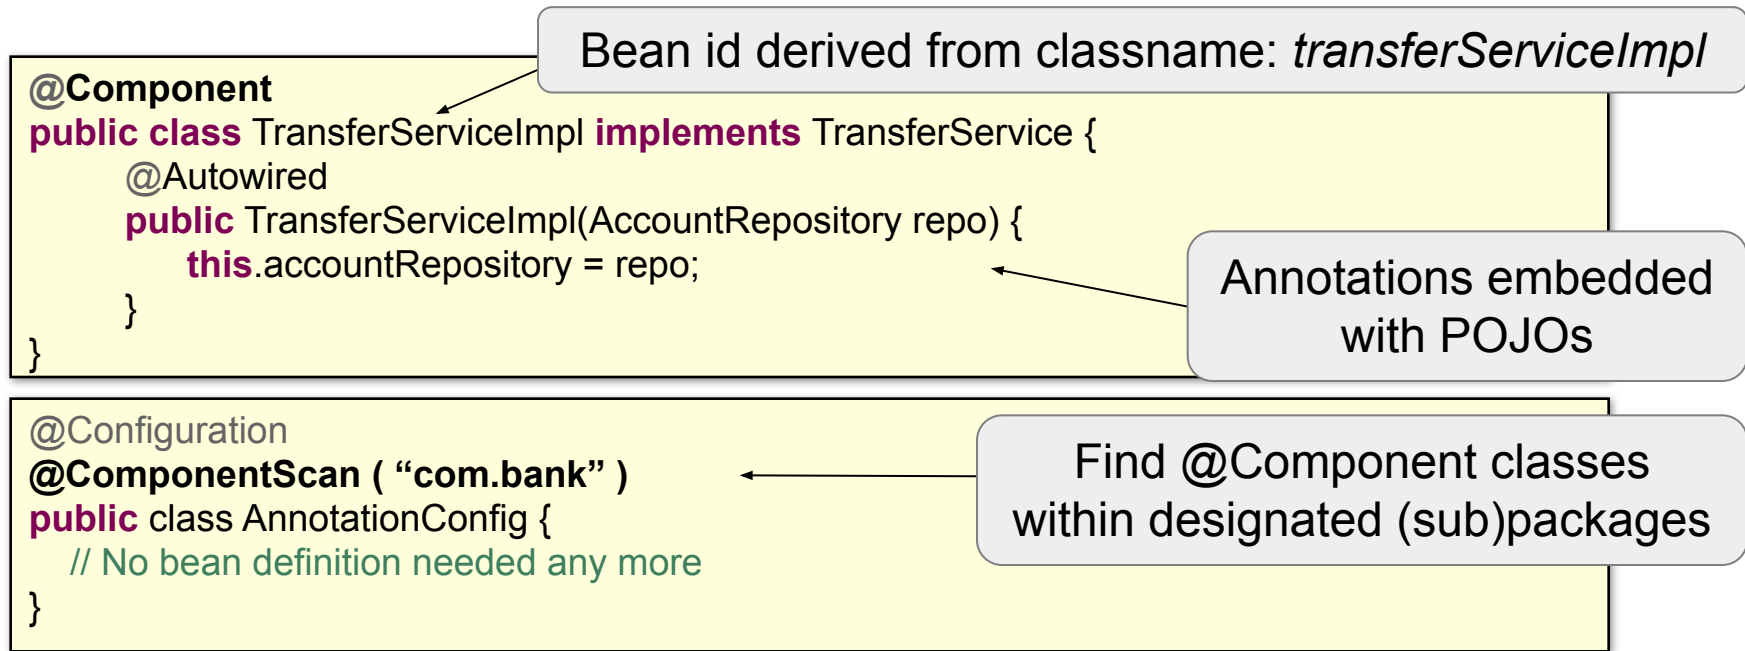 Bean id derived from classname: transferServiceImpl
@Component
public class TransferServiceImpl implements TransferService {
@Autowired
public TransferServiceImpl(AccountRepository repo) {
this.accountRepository = repo;
}
}
Annotations embedded
with POJOs
@Configuration
@ComponentScan ( “com.bank” )
public class AnnotationConfig {
// No bean definition needed any more
}
Find @Component classes
within designated (sub)packages